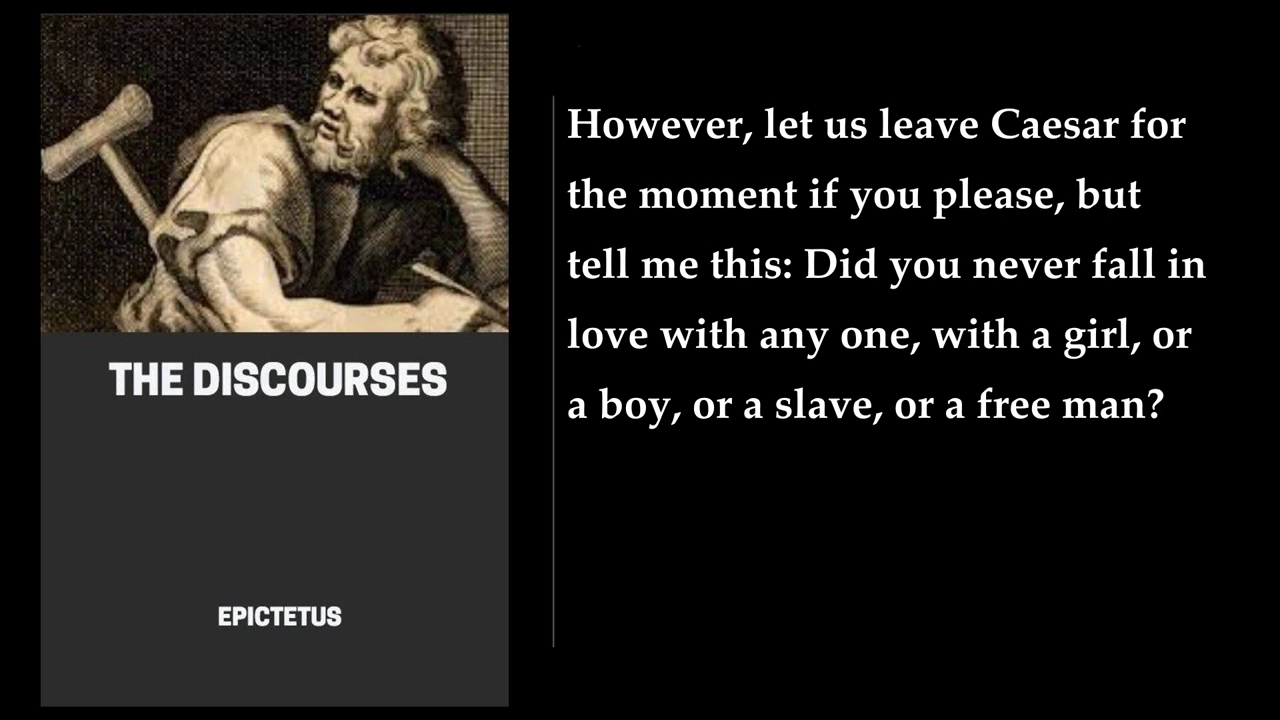 THE DISCOURSES
EPICTETUS
However, let us leave Caesar for
the moment if you please, but
tell me this: Did you never fall in
love with any one, with a girl, or
a boy, or a slave, or a free man?